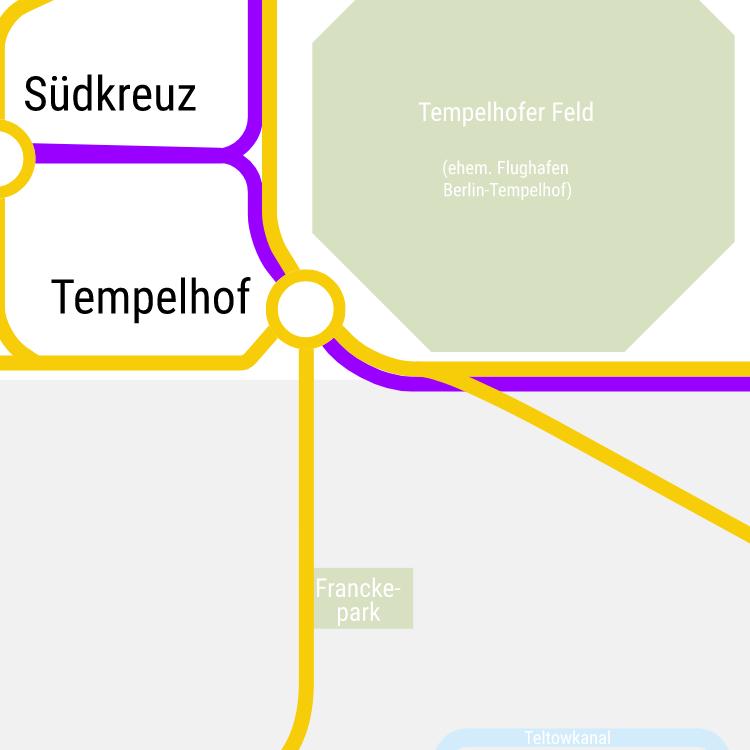 Südkreuz
Tempelhofer Feld
(ehem. Flughafen
Berlin-Tempelhof)
Tempelhof
Francke-
park
Teltowkanal